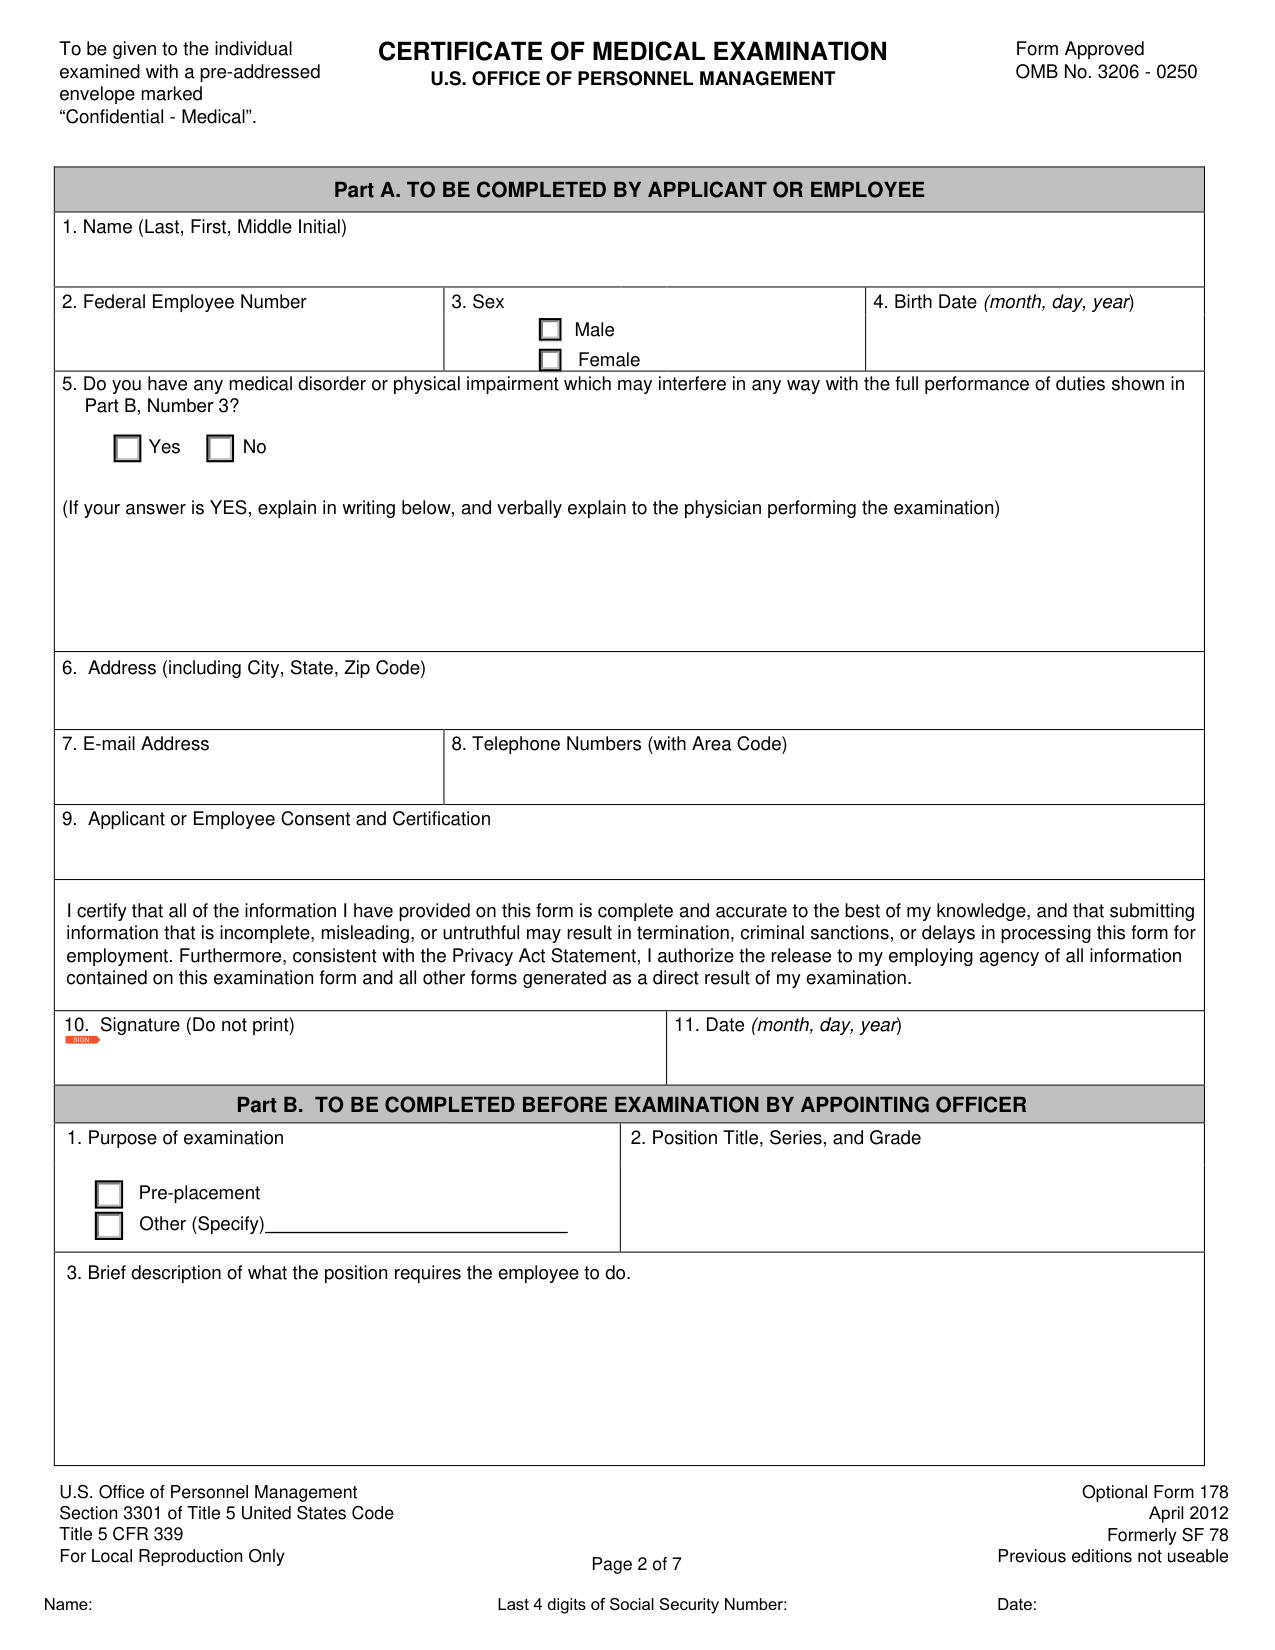 To be given to the individual
examined with a pre-addressed
envelope marked
“Confidential - Medical”.
CERTIFICATE OF MEDICAL EXAMINATION
U.S. OFFICE OF PERSONNEL MANAGEMENT
Form Approved
OMB No. 3206 - 0250
Part A. TO BE COMPLETED BY APPLICANT OR EMPLOYEE
1. Name (Last, First, Middle Initial)
2. Federal Employee Number
3. Sex
Male
Female
4. Birth Date (month, day, year)
5. Do you have any medical disorder or physical impairment which may interfere in any way with the full performance of duties shown in
Part B, Number 3?
Yes No
(If your answer is YES, explain in writing below, and verbally explain to the physician performing the examination)
6. Address (including City, State, Zip Code)
7. E-mail Address
8. Telephone Numbers (with Area Code)
9. Applicant or Employee Consent and Certification
I certify that all of the information I have provided on this form is complete and accurate to the best of my knowledge, and that submitting
information that is incomplete, misleading, or untruthful may result in termination, criminal sanctions, or delays in processing this form for
employment. Furthermore, consistent with the Privacy Act Statement, I authorize the release to my employing agency of all information
contained on this examination form and all other forms generated as a direct result of my examination.
10. Signature (Do not print)
SIGN
11. Date (month, day, year)
Part B. TO BE COMPLETED BEFORE EXAMINATION BY APPOINTING OFFICER
1. Purpose of examination
Pre-placement
Other (Specify)
2. Position Title, Series, and Grade
3. Brief description of what the position requires the employee to do.
U.S. Office of Personnel Management
Section 3301 of Title 5 United States Code
Title 5 CFR 339
For Local Reproduction Only
Page 2 of 7
Optional Form 178
April 2012
Formerly SF 78
Previous editions not useable
Name:
Last 4 digits of Social Security Number:
Date: